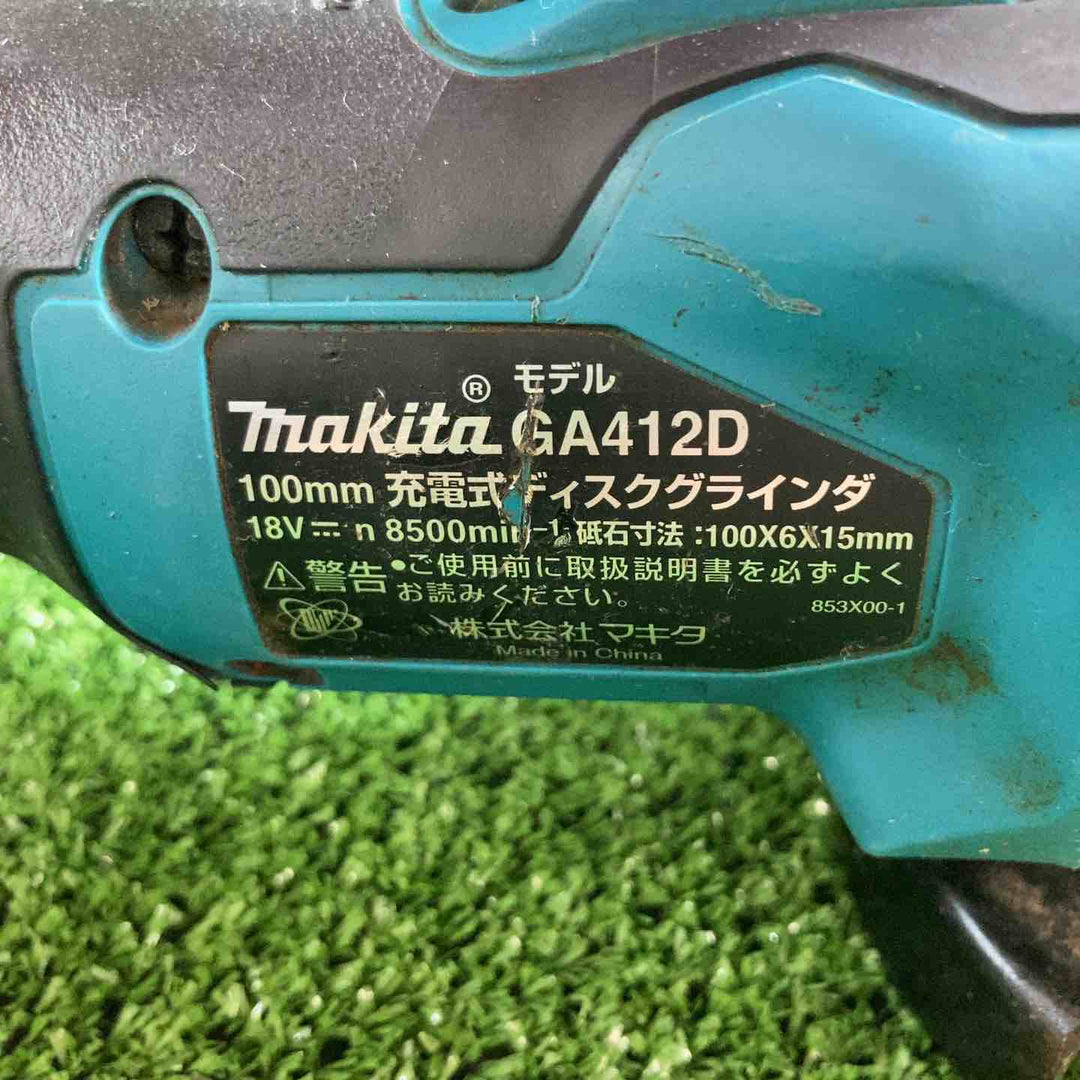 モデル
makita® GA412D
100mm 充電式ディスクグラインダ
18V⎓ n 8500min⁻¹ 砥石寸法:100X6X15mm
⚠警告 •ご使用前に取扱説明書を必ずよく
お読みください。
853X00-1
株式会社 マキタ
Made in China